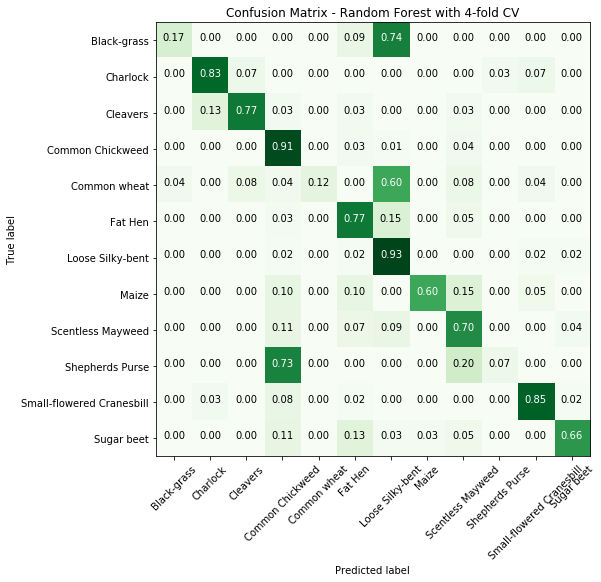 Confusion Matrix - Random Forest with 4-fold CV
True label
Black-grass 0.17 0.00 0.00 0.00 0.00 0.09 0.74 0.00 0.00 0.00 0.00 0.00
Charlock 0.00 0.83 0.07 0.00 0.00 0.00 0.00 0.00 0.00 0.03 0.07 0.00
Cleavers 0.00 0.13 0.77 0.03 0.00 0.03 0.00 0.00 0.03 0.00 0.00 0.00
Common Chickweed 0.00 0.00 0.00 0.91 0.00 0.03 0.01 0.00 0.04 0.00 0.00 0.00
Common wheat 0.04 0.00 0.08 0.04 0.12 0.00 0.60 0.00 0.08 0.00 0.04 0.00
Fat Hen 0.00 0.00 0.00 0.03 0.00 0.77 0.15 0.00 0.05 0.00 0.00 0.00
Loose Silky-bent 0.00 0.00 0.00 0.02 0.00 0.02 0.93 0.00 0.00 0.00 0.02 0.02
Maize 0.00 0.00 0.00 0.10 0.00 0.10 0.00 0.60 0.15 0.00 0.05 0.00
Scentless Mayweed 0.00 0.00 0.00 0.11 0.00 0.07 0.09 0.00 0.70 0.00 0.00 0.04
Shepherds Purse 0.00 0.00 0.00 0.73 0.00 0.00 0.00 0.00 0.20 0.07 0.00 0.00
Small-flowered Cranesbill 0.00 0.03 0.00 0.08 0.00 0.02 0.00 0.00 0.00 0.00 0.85 0.02
Sugar beet 0.00 0.00 0.00 0.11 0.00 0.13 0.03 0.03 0.05 0.00 0.00 0.66
Black-grass
Charlock
Cleavers
Common Chickweed
Common wheat
Fat Hen
Loose Silky-bent
Maize
Scentless Mayweed
Shepherds Purse
Small-flowered Cranesbill
Sugar beet
Predicted label